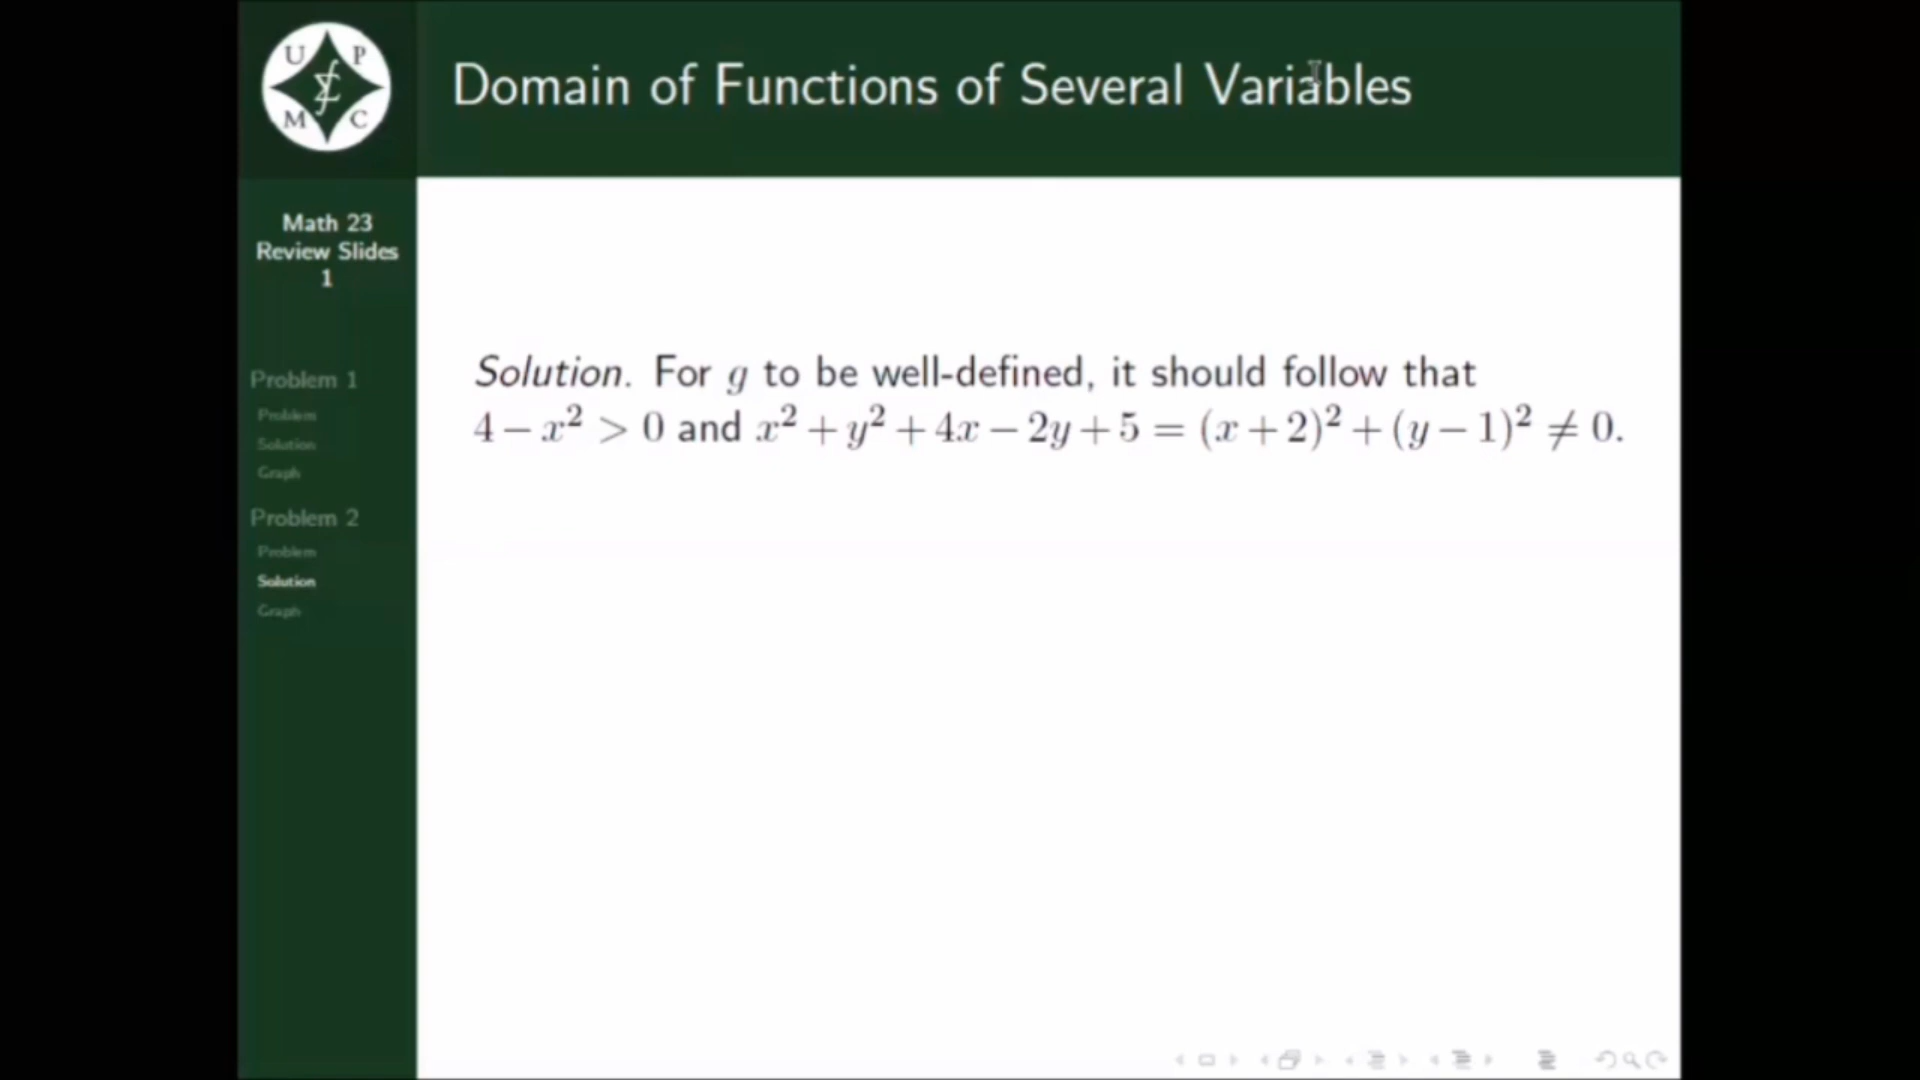 U P
M C
Domain of Functions of Several Variables
Math 23
Review Slides
1
Problem 1
Problem
Solution
Graph
Problem 2
Problem
Solution
Graph
Solution. For g to be well-defined, it should follow that
4 − x² > 0 and x² + y² + 4x − 2y + 5 = (x + 2)² + (y − 1)² ≠ 0.